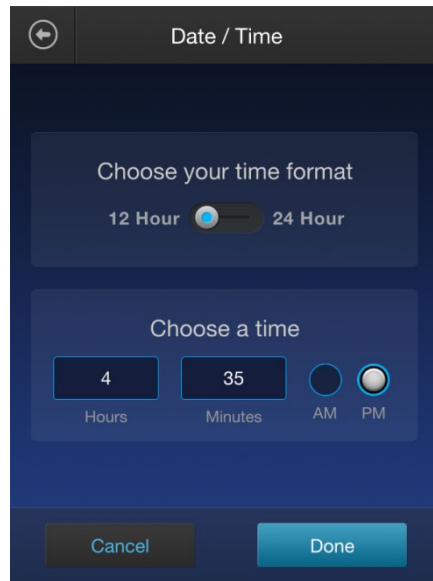 Date / Time
Choose your time format
12 Hour 24 Hour
Choose a time
4 35
Hours Minutes AM PM
Cancel Done